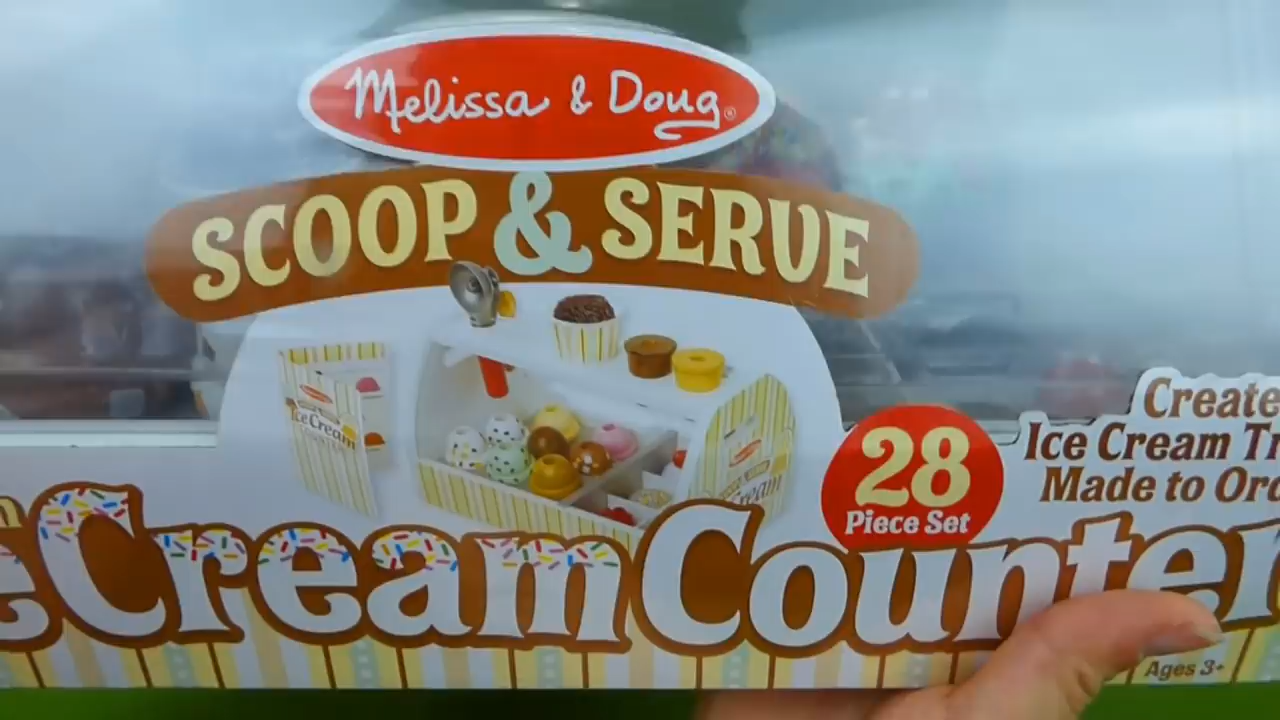 Melissa & Doug®
SCOOP & SERVE
Create
Ice Cream Tr
Made to Ord
28
Piece Set
Ice Cream
Cream
eCream Counter
Ages 3+